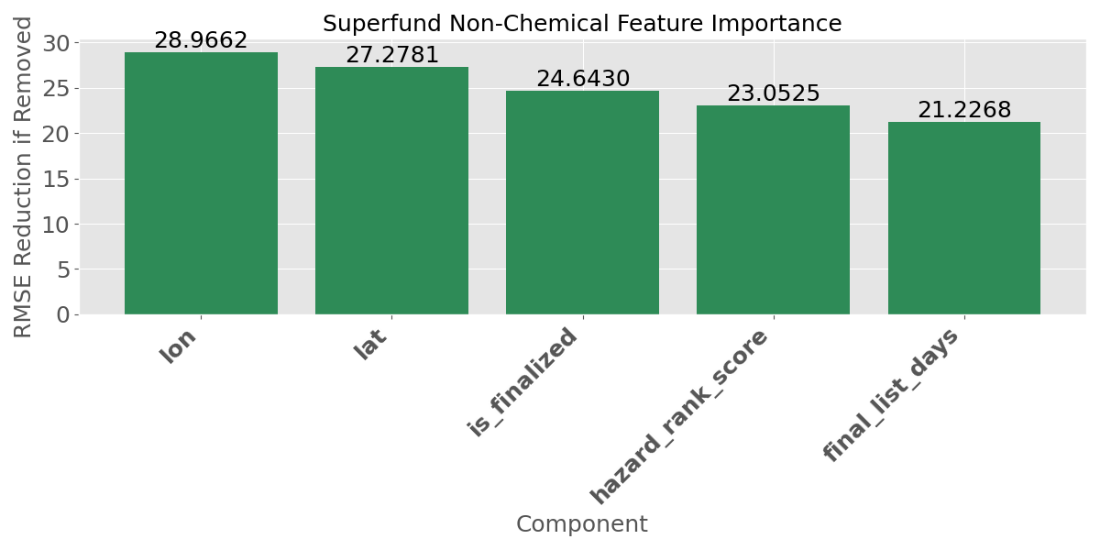 Superfund Non-Chemical Feature Importance
RMSE Reduction if Removed
30
25
20
15
10
5
0
28.9662
27.2781
24.6430
23.0525
21.2268
lon
lat
is_finalized
hazard_rank_score
final_list_days
Component